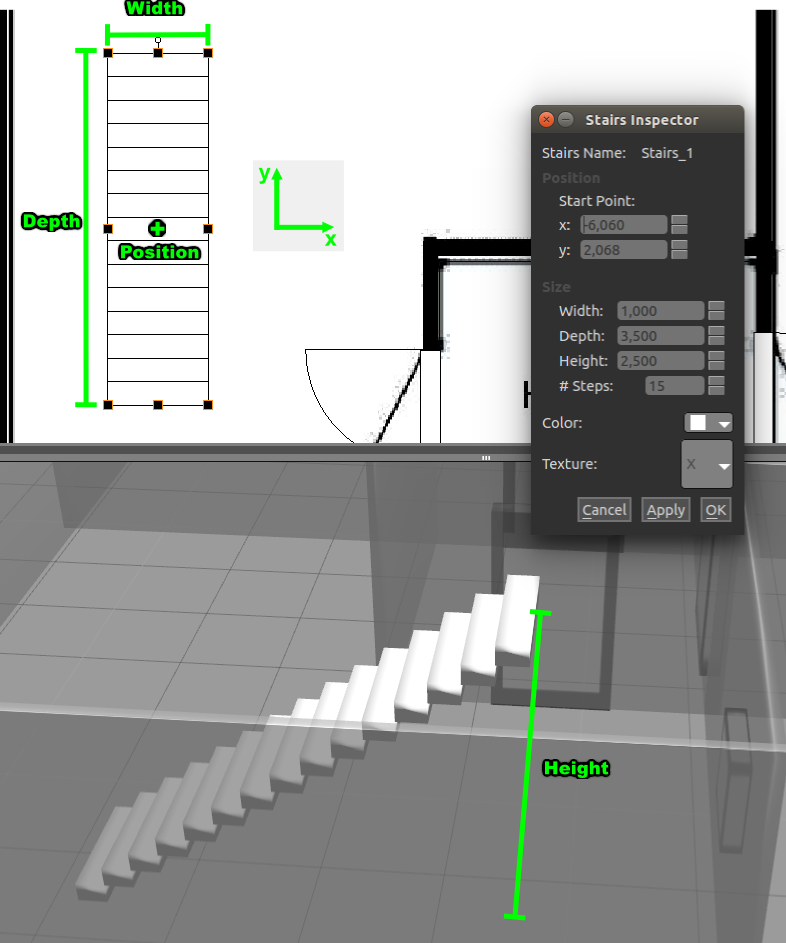 Width
Depth
Position
y
x
Stairs Inspector
Stairs Name: Stairs_1
Position
Start Point:
x: -6,060
y: 2,068
Size
Width: 1,000
Depth: 3,500
Height: 2,500
# Steps: 15
Color:
Texture: X
Cancel Apply OK
Height